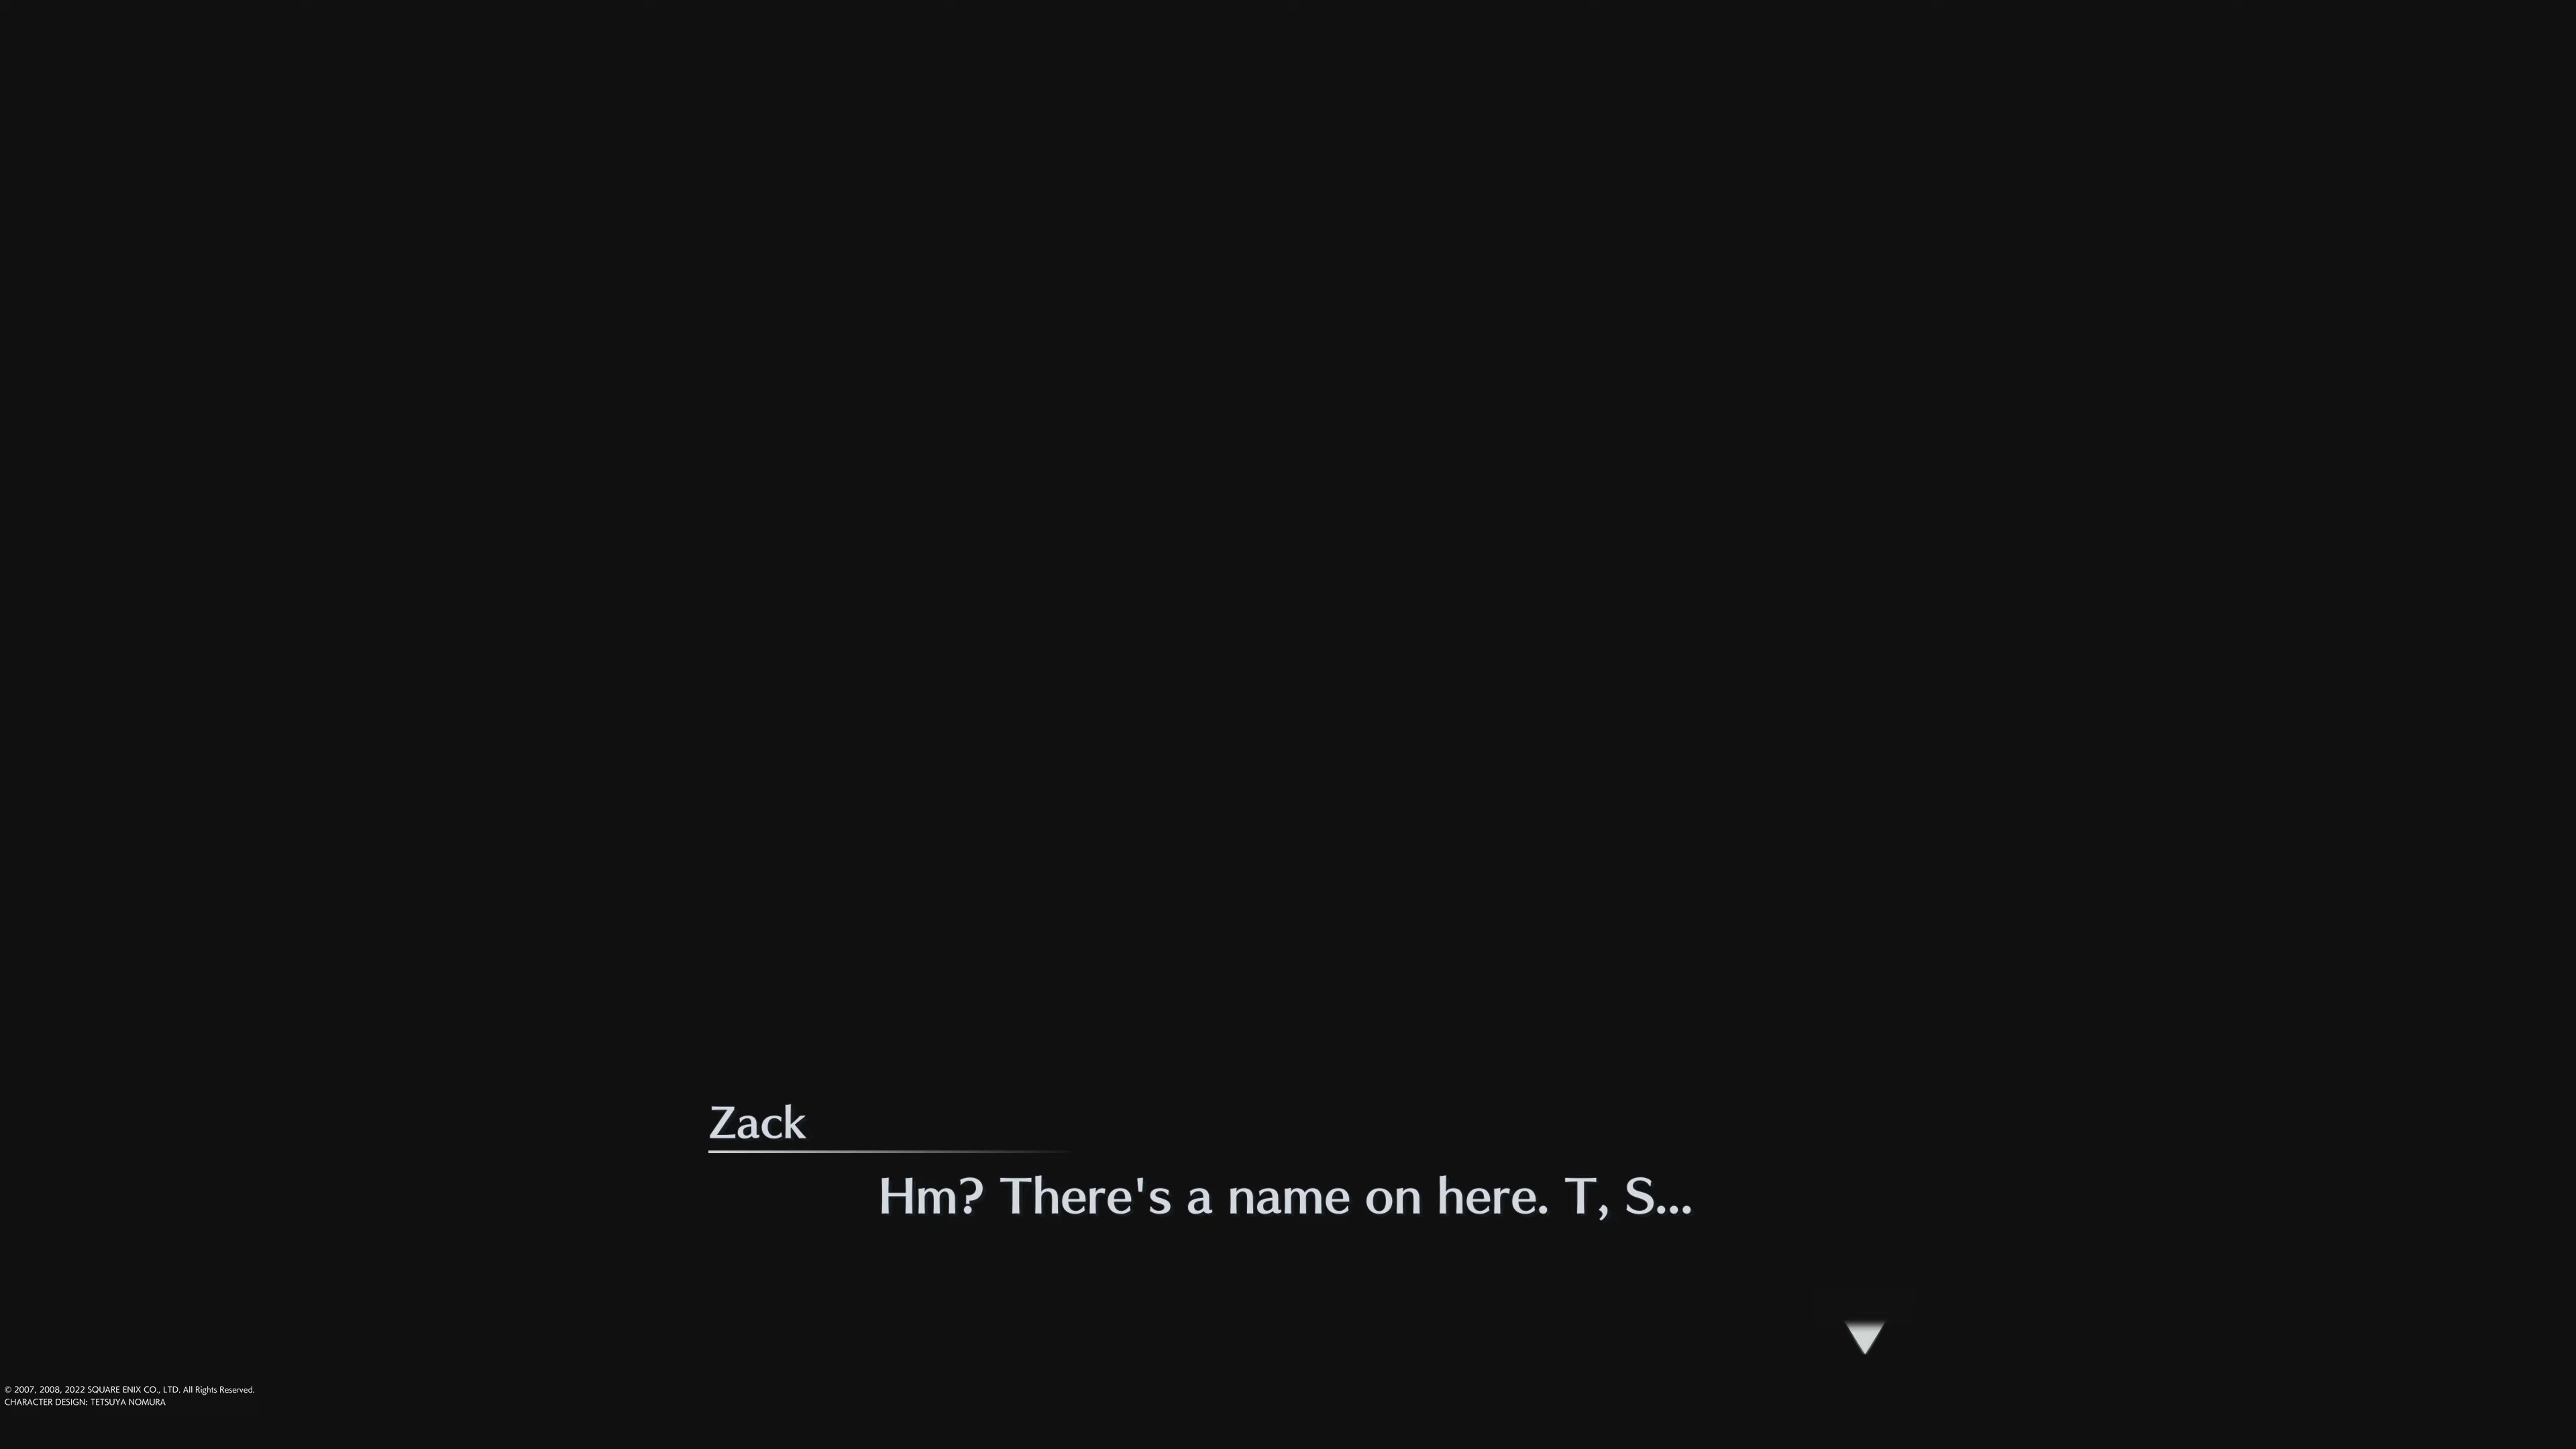 Zack
Hm? There's a name on here. T, S...
© 2007, 2008, 2022 SQUARE ENIX CO., LTD. All Rights Reserved.
CHARACTER DESIGN: TETSUYA NOMURA